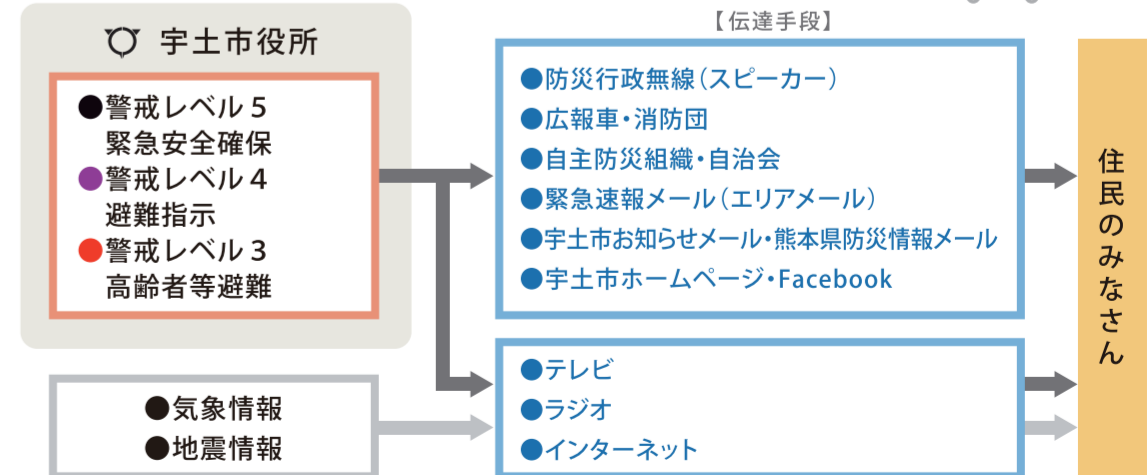 【伝達手段】
宇土市役所
●警戒レベル5
緊急安全確保
●警戒レベル4
避難指示
●警戒レベル3
高齢者等避難
●気象情報
●地震情報
●防災行政無線(スピーカー)
●広報車・消防団
●自主防災組織・自治会
●緊急速報メール(エリアメール)
●宇土市お知らせメール・熊本県防災情報メール
●宇土市ホームページ・Facebook
●テレビ
●ラジオ
●インターネット
住民のみなさん